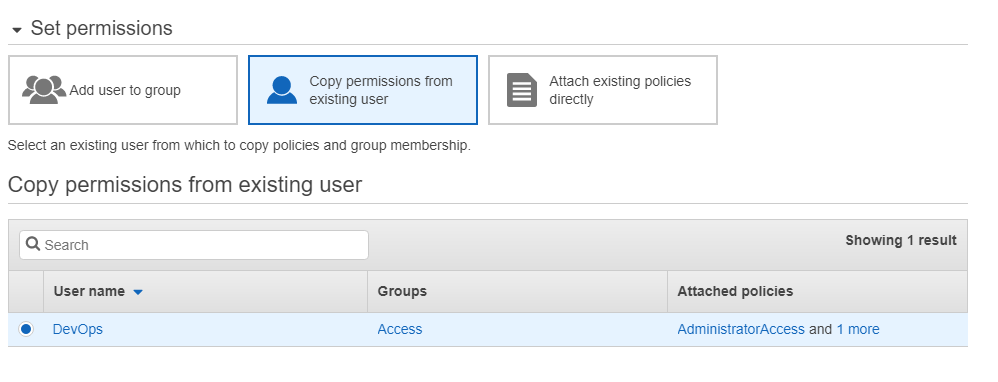 Set permissions
Add user to group
Copy permissions from
existing user
Attach existing policies
directly
Select an existing user from which to copy policies and group membership.
Copy permissions from existing user
Search
Showing 1 result
User name Groups Attached policies
DevOps Access AdministratorAccess and 1 more